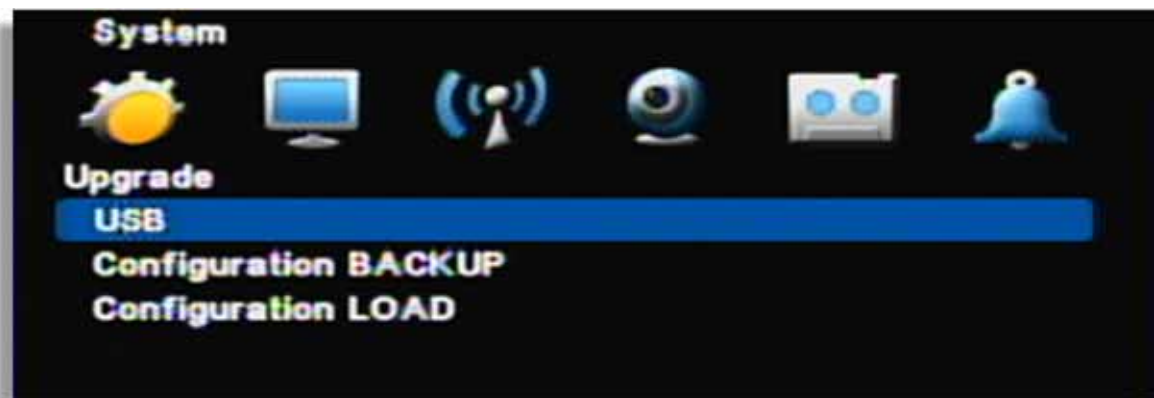 System
Upgrade
USB
Configuration BACKUP
Configuration LOAD